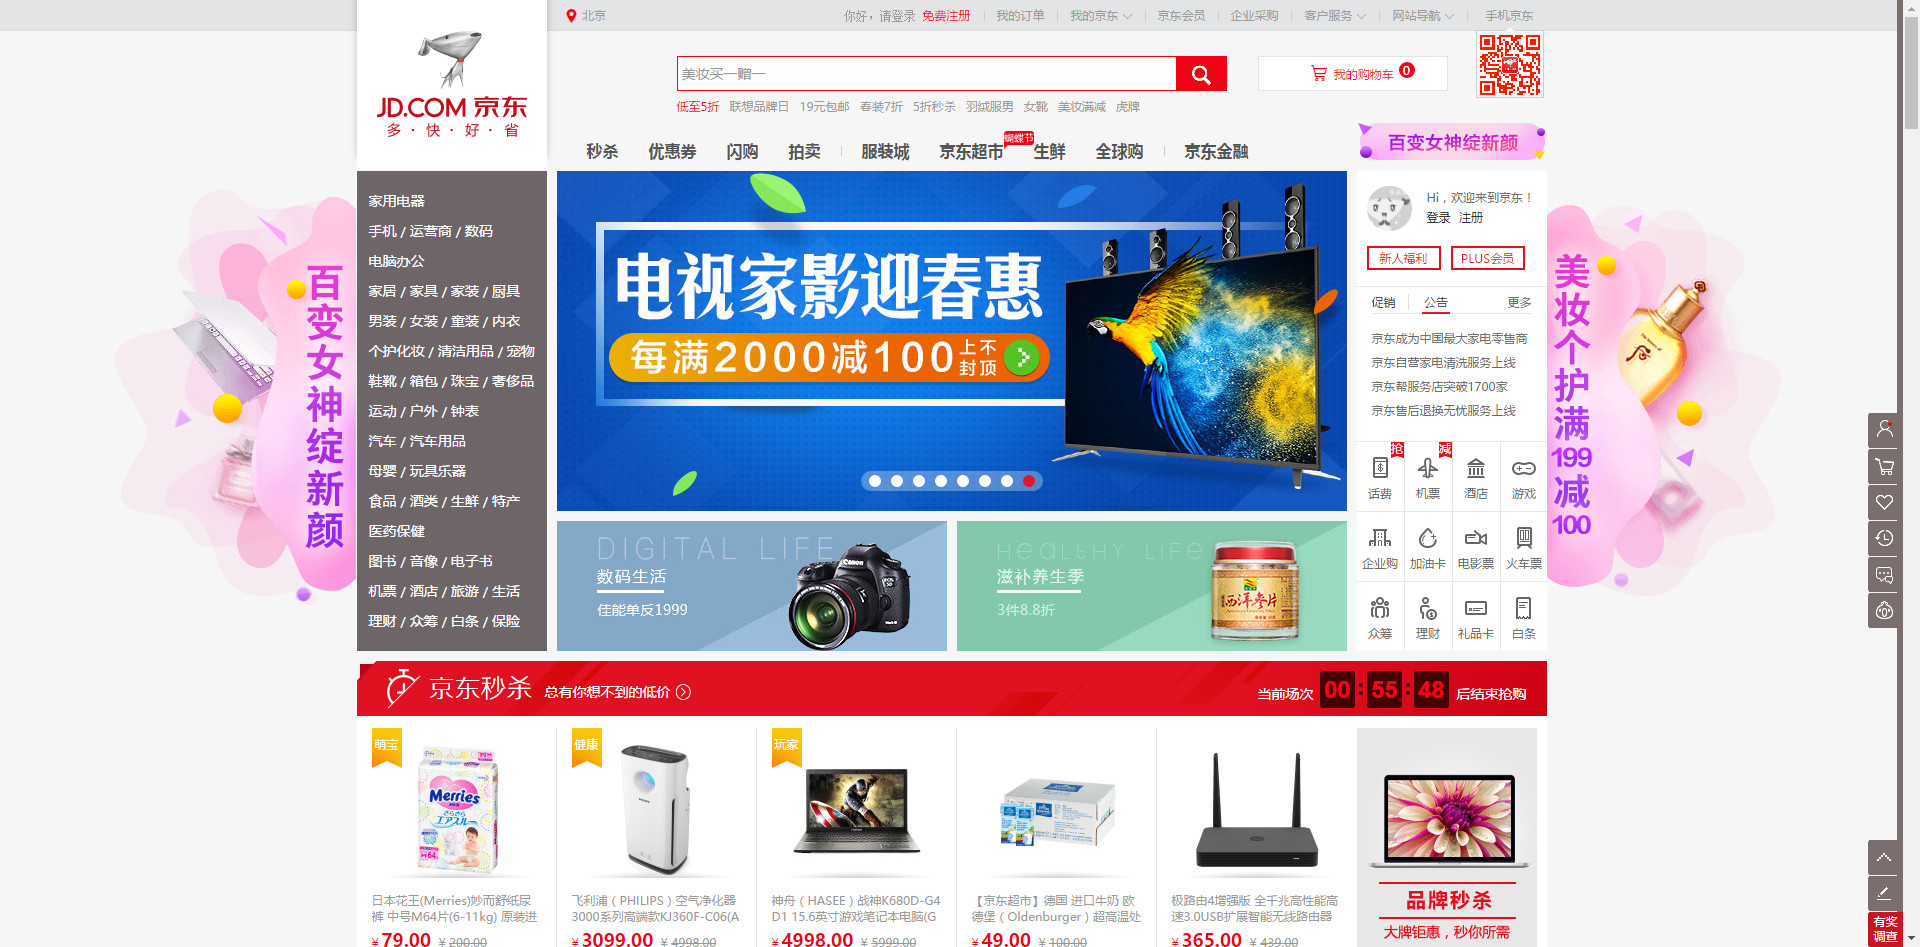 北京
你好，请登录 免费注册
我的订单
我的京东
京东会员
企业采购
客户服务
网站导航
手机京东
JD.COM 京东
多·快·好·省
美妆买一赠一
我的购物车 0
低至5折 联想品牌日 19元包邮 春装7折 5折秒杀 羽绒服男 女靴 美妆满减 虎牌
秒杀 优惠券 闪购 拍卖 服装城 京东超市 蝴蝶节 生鲜 全球购 京东金融
百变女神绽新颜
家用电器
手机 / 运营商 / 数码
电脑办公
家居 / 家具 / 家装 / 厨具
男装 / 女装 / 童装 / 内衣
个护化妆 / 清洁用品 / 宠物
鞋靴 / 箱包 / 珠宝 / 奢侈品
运动 / 户外 / 钟表
汽车 / 汽车用品
母婴 / 玩具乐器
食品 / 酒类 / 生鲜 / 特产
医药保健
图书 / 音像 / 电子书
机票 / 酒店 / 旅游 / 生活
理财 / 众筹 / 白条 / 保险
百变女神绽新颜
电视家影迎春惠
每满2000减100 上不封顶
DIGITAL LIFE
数码生活
佳能单反1999
Canon
HEALTHY LIFE
滋补养生季
3件8.8折
西洋参片
Hi，欢迎来到京东！
登录 注册
新人福利 PLUS会员
促销 公告 更多
京东成为中国最大家电零售商
京东自营家电清洗服务上线
京东帮服务店突破1700家
京东售后退换无忧服务上线
抢 减
话费 机票 酒店 游戏
企业购 加油卡 电影票 火车票
众筹 理财 礼品卡 白条
美妆个护满199减100
京东秒杀 总有你想不到的低价
当前场次 00:55:48 后结束抢购
萌宝
Merries
日本花王(Merries)妙而舒纸尿
裤 中号M64片(6-11kg) 原装进
¥ 79.00 ¥ 200.00
健康
飞利浦（PHILIPS）空气净化器
3000系列高端款KJ360F-C06(A
¥ 3099.00 ¥ 4998.00
玩家
神舟（HASEE）战神K680D-G4
D1 15.6英寸游戏笔记本电脑(G
¥ 4998.00 ¥ 5999.00
【京东超市】德国 进口牛奶 欧
德堡（Oldenburger）超高温处
¥ 49.00 ¥ 100.00
极路由4增强版 全千兆高性能高
速3.0USB扩展智能无线路由器
¥ 365.00 ¥ 439.00
品牌秒杀
大牌钜惠，秒你所需
有奖
调查